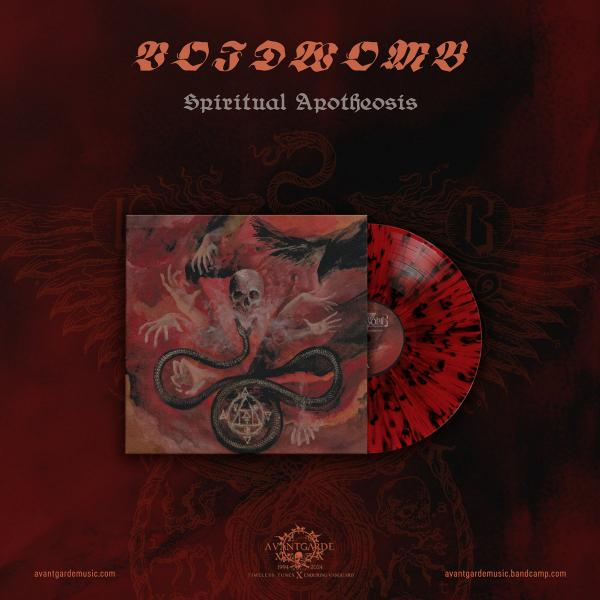 VOIDWOMB
Spiritual Apotheosis
B
AVANTGARDE
1994 2024
TIMELESS TUNES X ENDURING VANGUARD
avantgardemusic.com
avantgardemusic.bandcamp.com